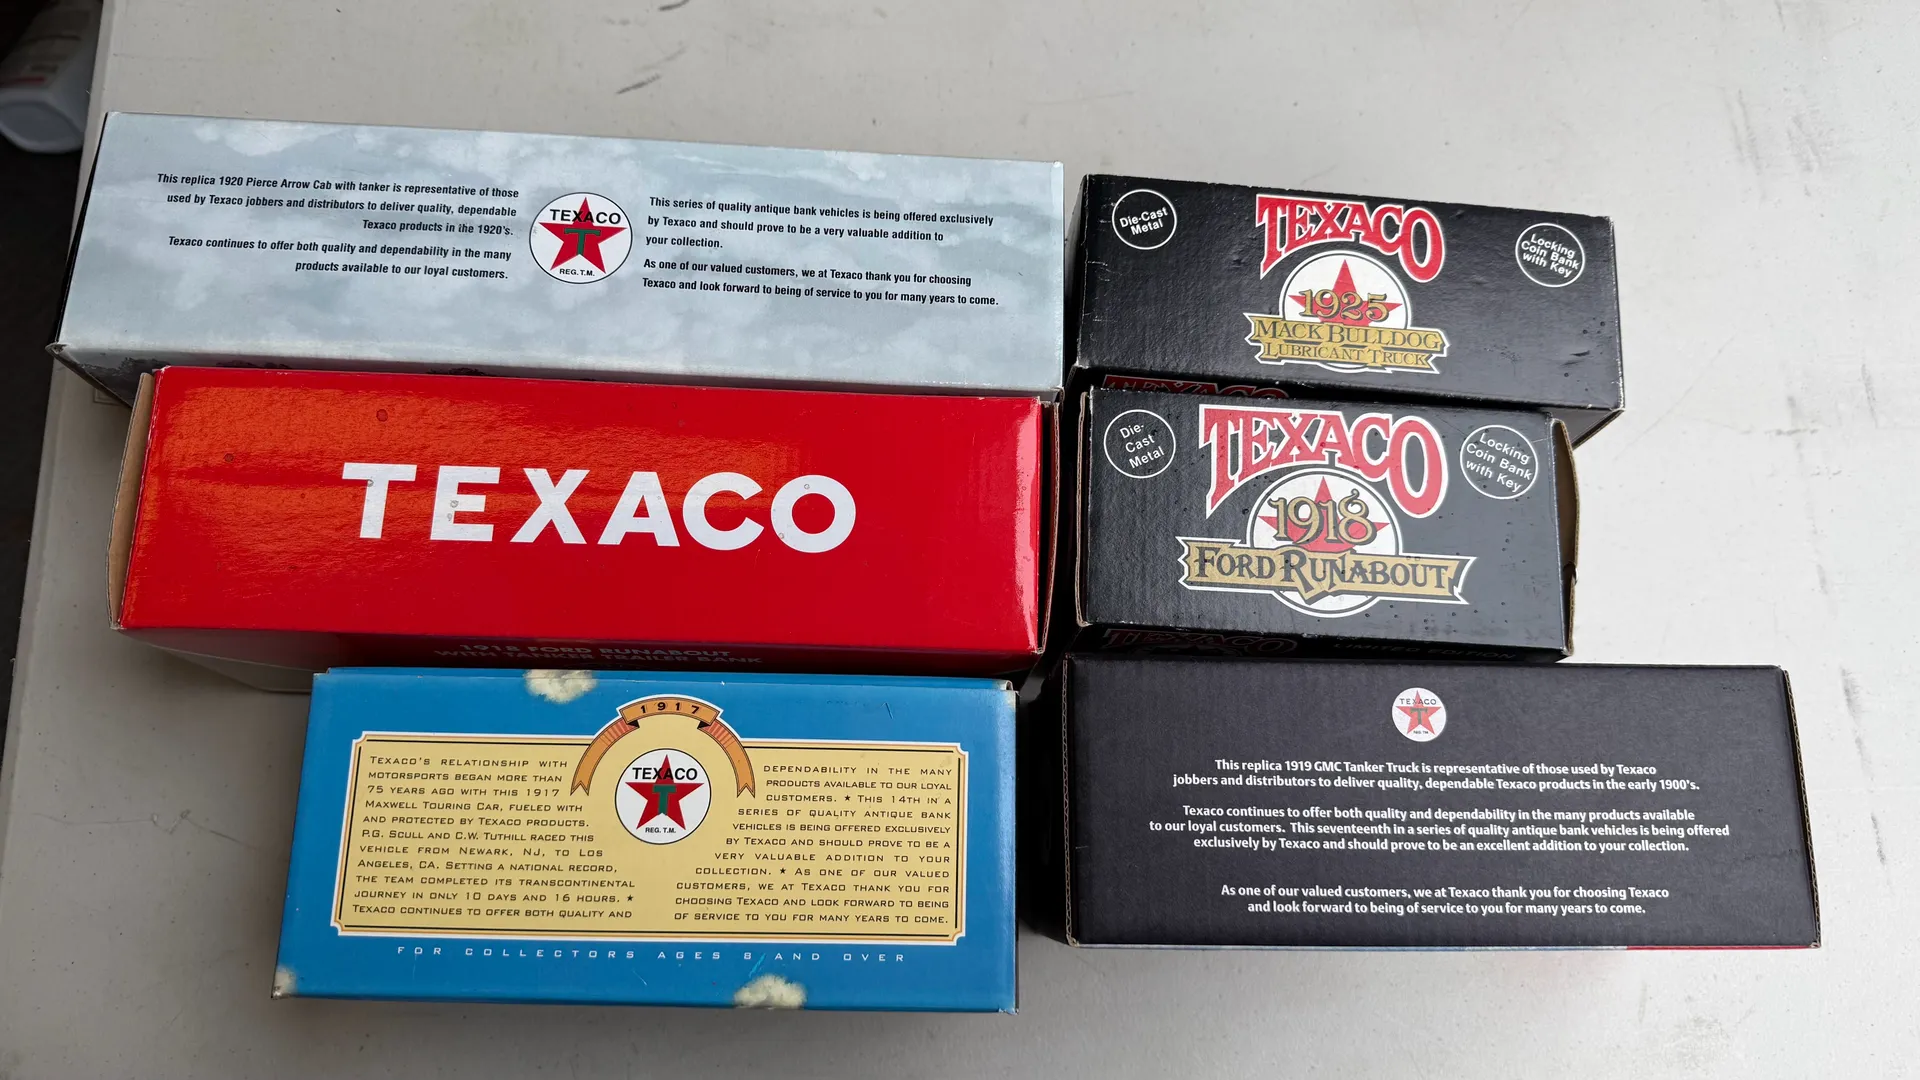 This replica 1920 Pierce Arrow Cab with tanker is representative of those
used by Texaco jobbers and distributors to deliver quality, dependable
Texaco products in the 1920's.
Texaco continues to offer both quality and dependability in the many
products available to our loyal customers.
TEXACO
T
REG. T.M.
This series of quality antique bank vehicles is being offered exclusively
by Texaco and should prove to be a very valuable addition to
your collection.
As one of our valued customers, we at Texaco thank you for choosing
Texaco and look forward to being of service to you for many years to come.
Die-Cast
Metal
TEXACO
1925
MACK BULLDOG
LUBRICANT TRUCK
Locking
Coin Bank
with Key
TEXACO
TEXACO
1918 FORD RUNABOUT
WITH TANKER TRAILER BANK
Die-
Cast
Metal
TEXACO
1918
FORD RUNABOUT
Locking
Coin Bank
with Key
TEXACO
LIMITED EDITION
1917
TEXACO'S RELATIONSHIP WITH
MOTORSPORTS BEGAN MORE THAN
75 YEARS AGO WITH THIS 1917
MAXWELL TOURING CAR, FUELED WITH
AND PROTECTED BY TEXACO PRODUCTS.
P.G. SCULL AND C.W. TUTHILL RACED THIS
VEHICLE FROM NEWARK, NJ, TO LOS
ANGELES, CA. SETTING A NATIONAL RECORD,
THE TEAM COMPLETED ITS TRANSCONTINENTAL
JOURNEY IN ONLY 10 DAYS AND 16 HOURS. ★
TEXACO CONTINUES TO OFFER BOTH QUALITY AND
TEXACO
T
REG. T.M.
DEPENDABILITY IN THE MANY
PRODUCTS AVAILABLE TO OUR LOYAL
CUSTOMERS. ★ THIS 14TH IN A
SERIES OF QUALITY ANTIQUE BANK
VEHICLES IS BEING OFFERED EXCLUSIVELY
BY TEXACO AND SHOULD PROVE TO BE A
VERY VALUABLE ADDITION TO YOUR
COLLECTION. ★ AS ONE OF OUR VALUED
CUSTOMERS, WE AT TEXACO THANK YOU FOR
CHOOSING TEXACO AND LOOK FORWARD TO BEING
OF SERVICE TO YOU FOR MANY YEARS TO COME.
FOR COLLECTORS AGES 8 AND OVER
TEXACO
T
REG. T.M.
This replica 1919 GMC Tanker Truck is representative of those used by Texaco
jobbers and distributors to deliver quality, dependable Texaco products in the early 1900's.
Texaco continues to offer both quality and dependability in the many products available
to our loyal customers. This seventeenth in a series of quality antique bank vehicles is being offered
exclusively by Texaco and should prove to be an excellent addition to your collection.
As one of our valued customers, we at Texaco thank you for choosing Texaco
and look forward to being of service to you for many years to come.